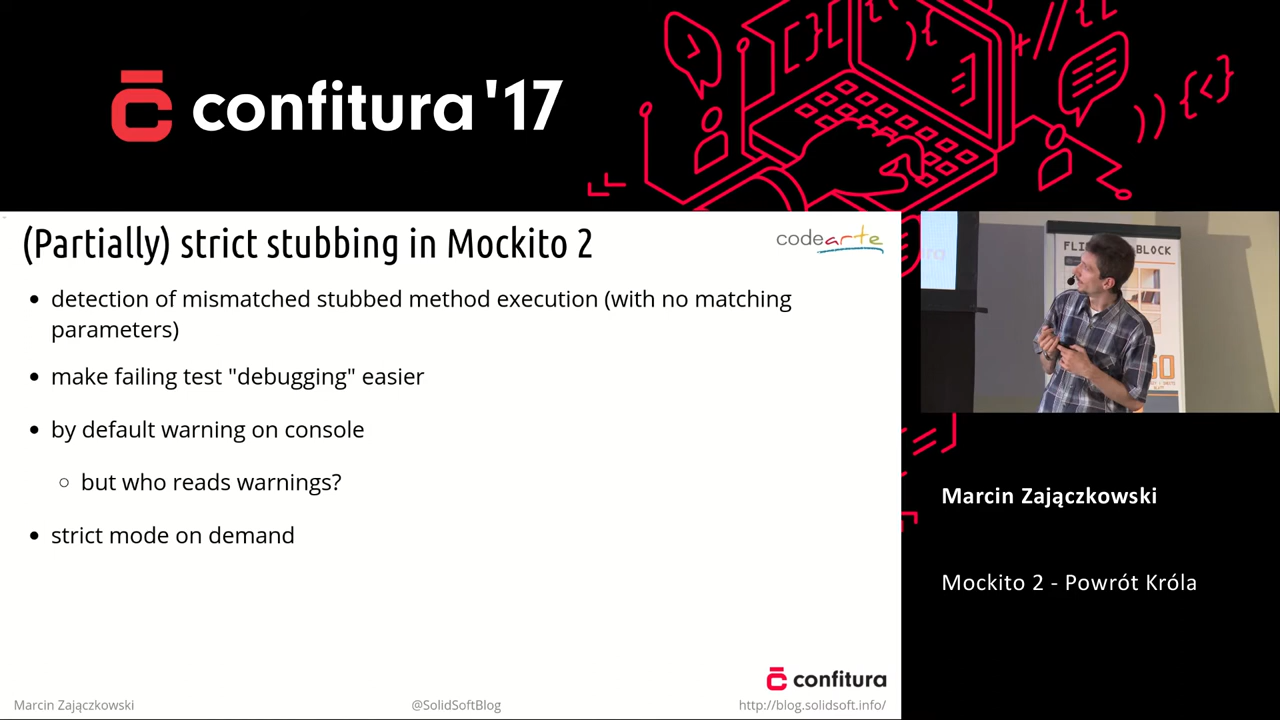 confitura '17
(Partially) strict stubbing in Mockito 2
codearte
detection of mismatched stubbed method execution (with no matching
parameters)
make failing test "debugging" easier
by default warning on console
but who reads warnings?
strict mode on demand
confitura
Marcin Zajączkowski
@SolidSoftBlog
http://blog.solidsoft.info/
BLOCK
Marcin Zajączkowski
Mockito 2 - Powrót Króla